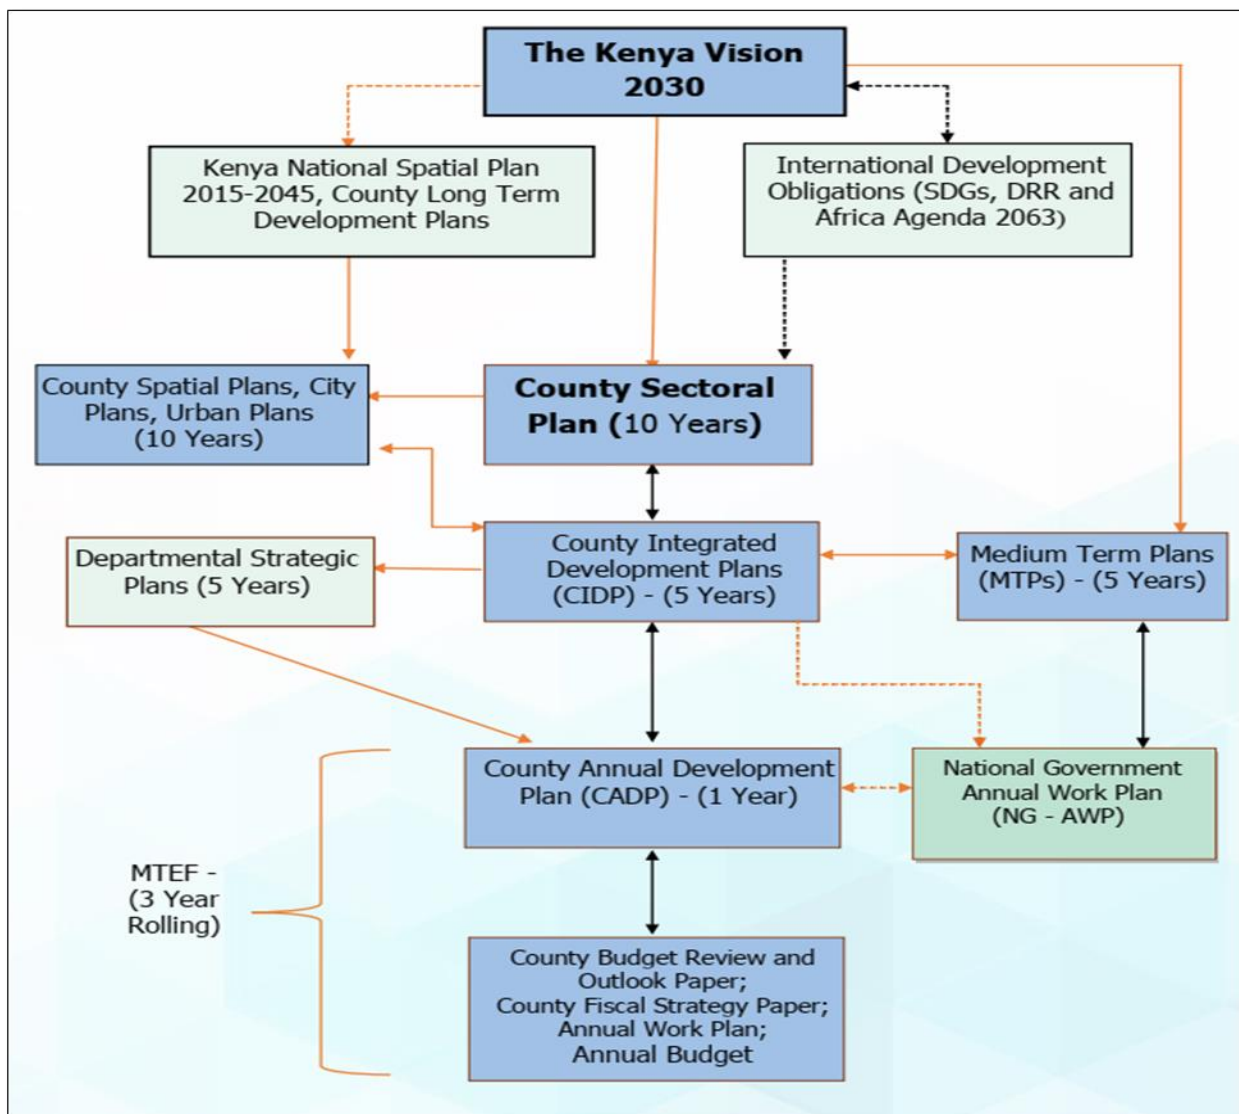 The Kenya Vision
2030
Kenya National Spatial Plan
2015-2045, County Long Term
Development Plans
International Development
Obligations (SDGs, DRR and
Africa Agenda 2063)
County Spatial Plans, City
Plans, Urban Plans
(10 Years)
County Sectoral
Plan (10 Years)
Departmental Strategic
Plans (5 Years)
County Integrated
Development Plans
(CIDP) - (5 Years)
Medium Term Plans
(MTPs) - (5 Years)
County Annual Development
Plan (CADP) - (1 Year)
National Government
Annual Work Plan
(NG - AWP)
MTEF -
(3 Year
Rolling)
County Budget Review and
Outlook Paper;
County Fiscal Strategy Paper;
Annual Work Plan;
Annual Budget